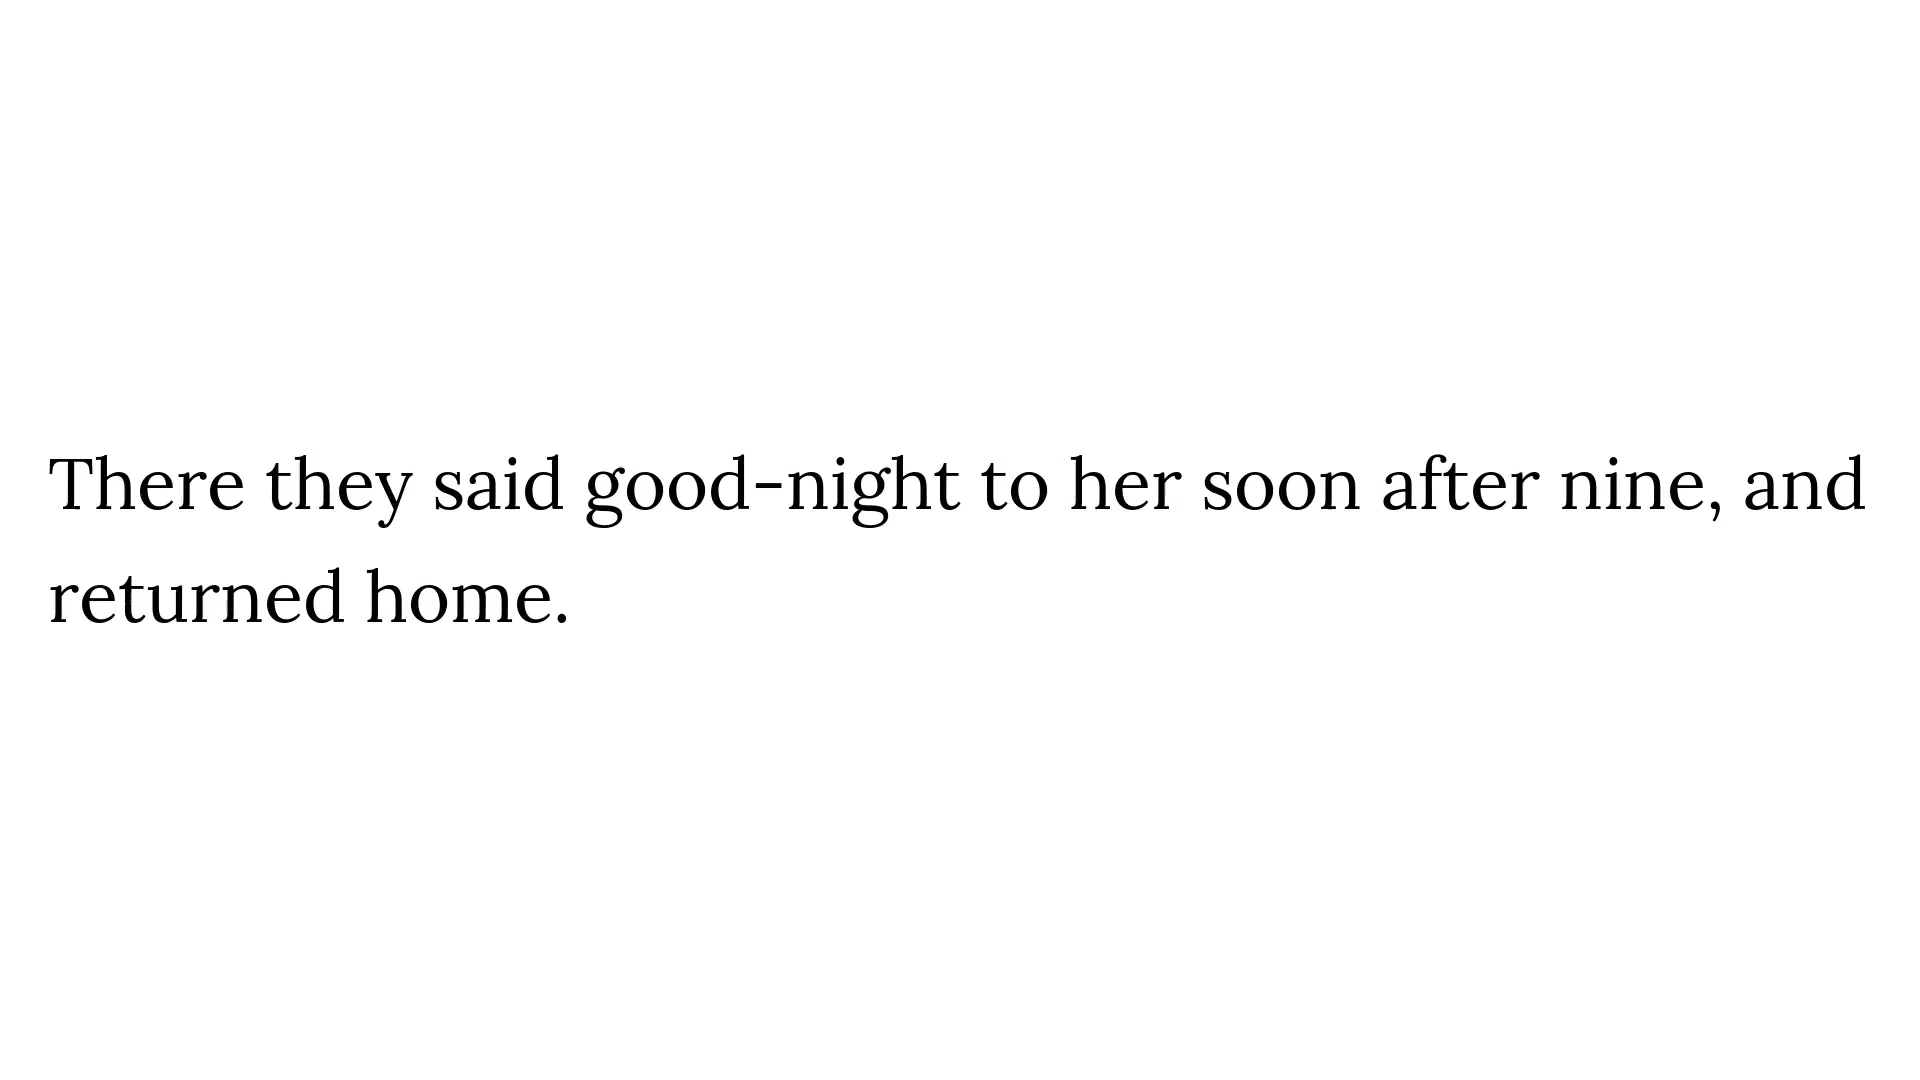 There they said good-night to her soon after nine, and
returned home.